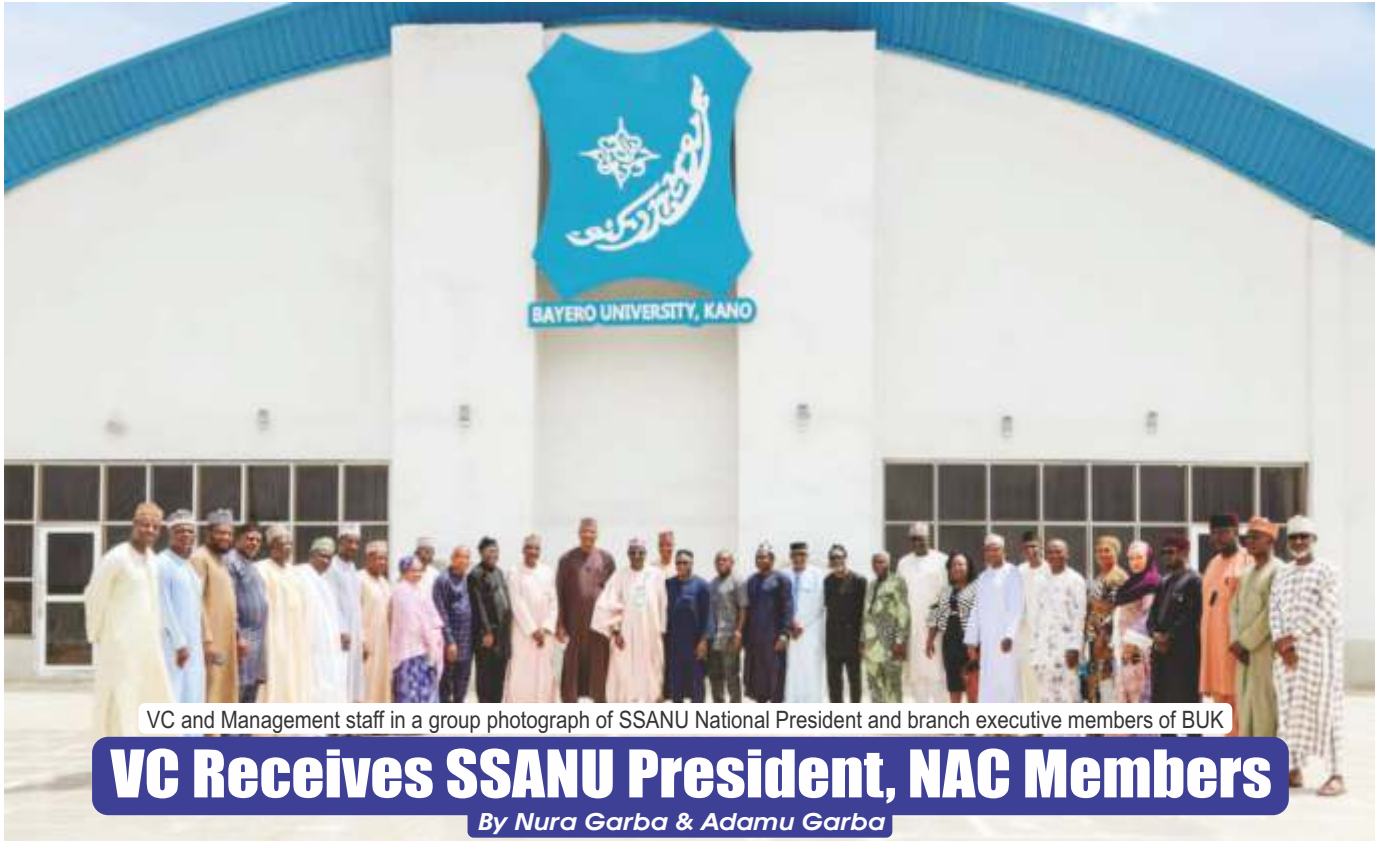 BAYERO UNIVERSITY, KANO
VC and Management staff in a group photograph of SSANU National President and branch executive members of BUK
VC Receives SSANU President, NAC Members
By Nura Garba & Adamu Garba